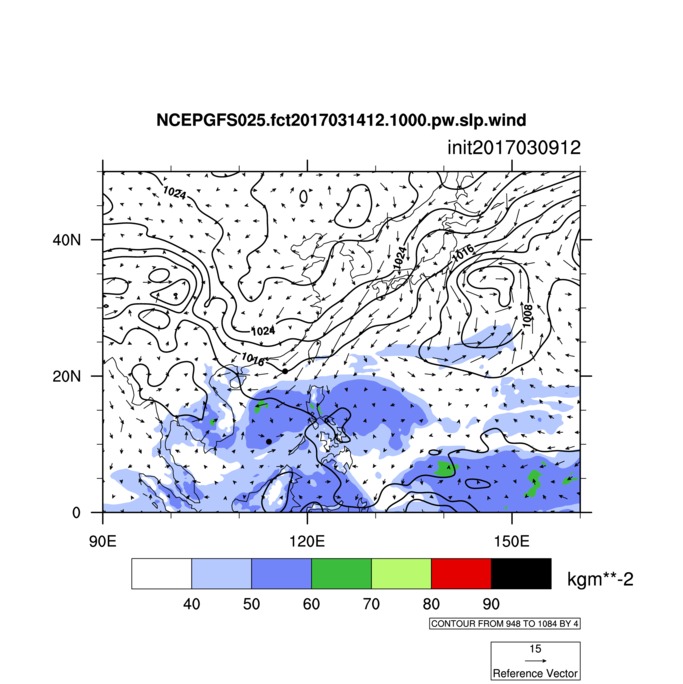 NCEPGFS025.fct2017031412.1000.pw.slp.wind
init2017030912
1024
0
40N
1024
1016
1008
1024
1016
20N
0
90E 120E 150E
kgm**-2
40 50 60 70 80 90
CONTOUR FROM 948 TO 1084 BY 4
15
Reference Vector